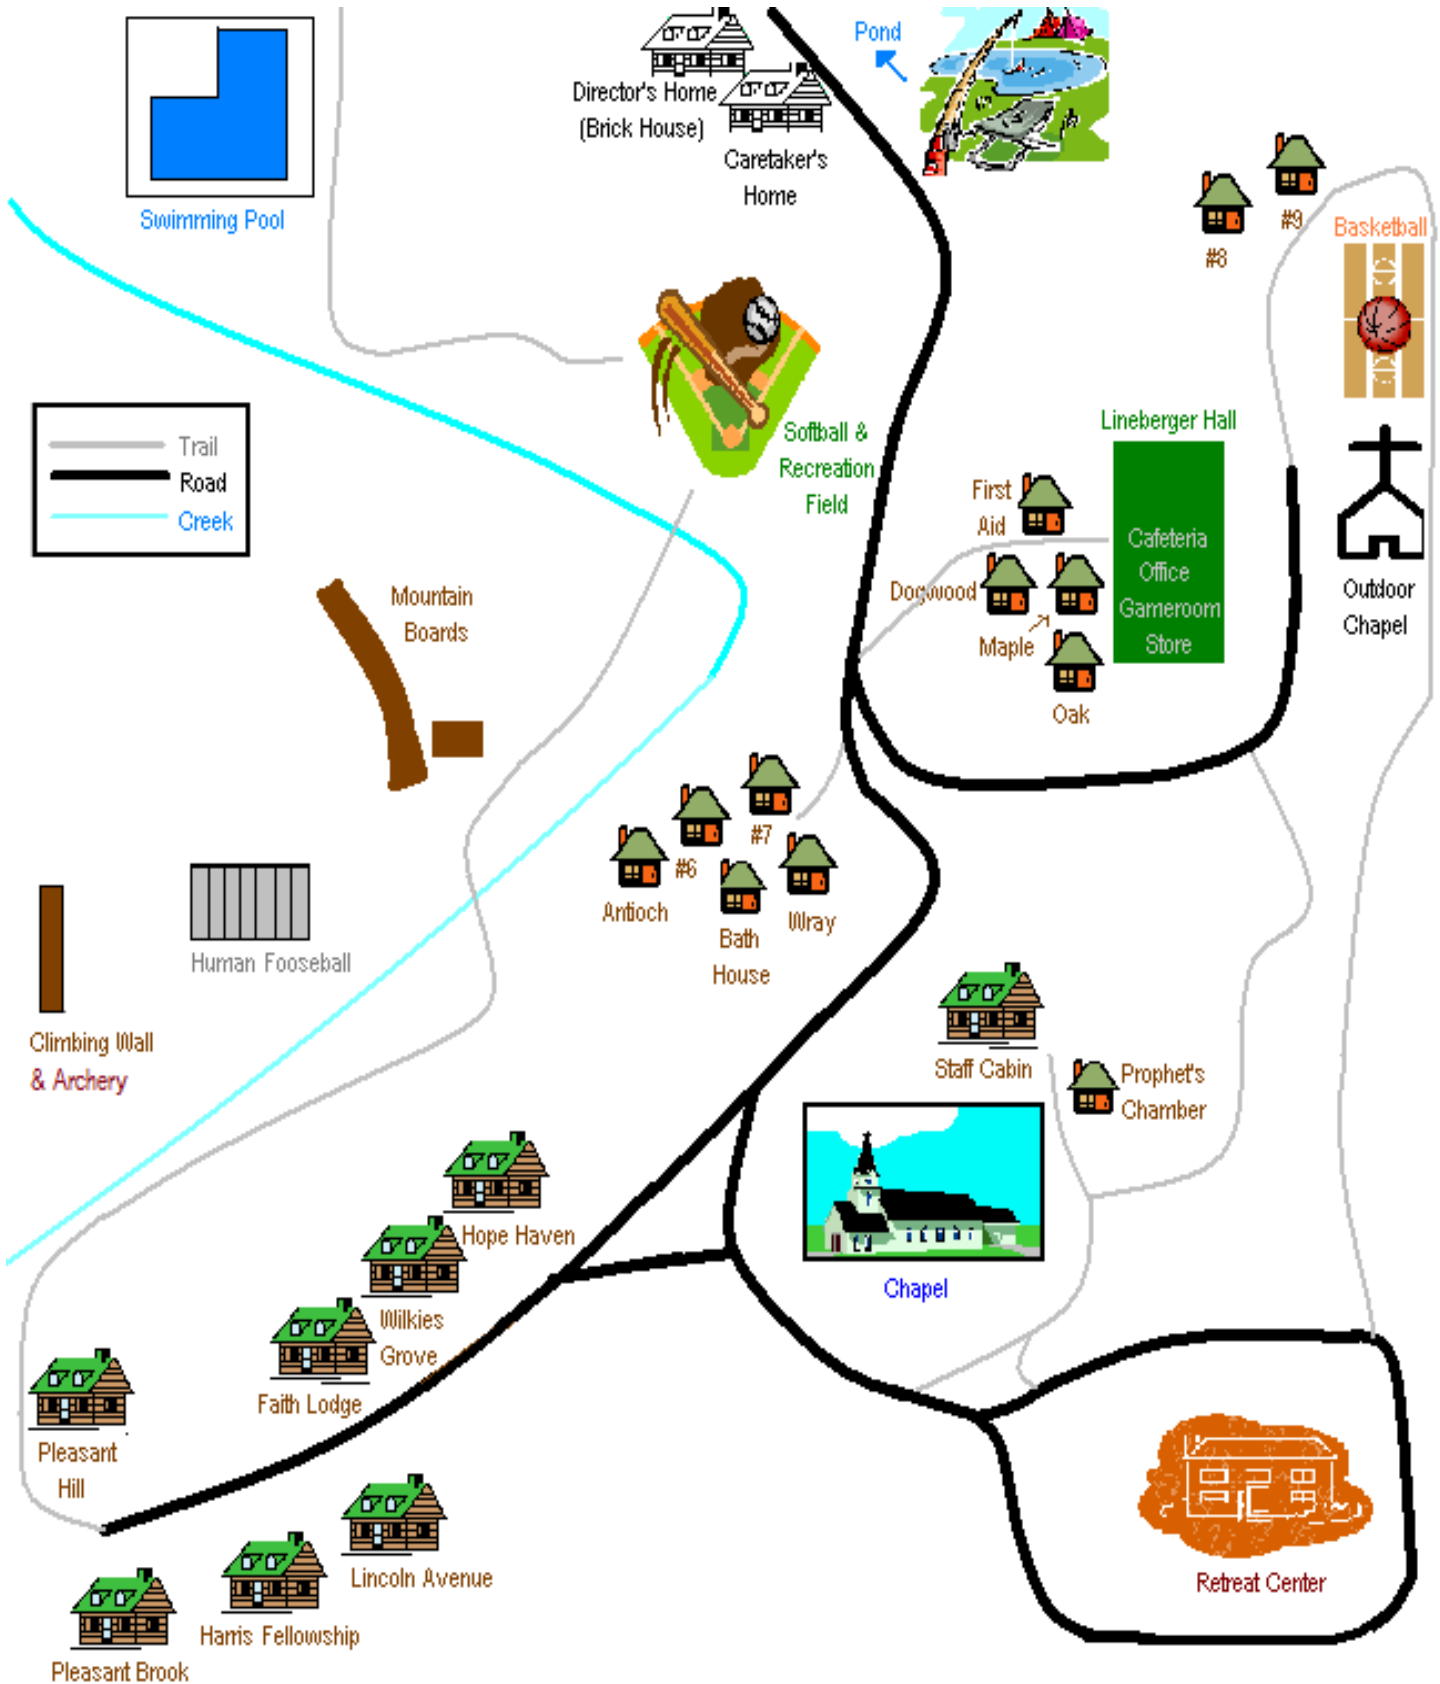 Pond
Director's Home
(Brick House)
Caretaker's
Home
Swimming Pool
#9
#8
Basketball
Trail
Road
Creek
Softball &
Recreation
Field
Lineberger Hall
Cafeteria
Office
Gameroom
Store
First
Aid
Dogwood
Maple
Oak
Outdoor
Chapel
Mountain
Boards
#7
#6
Antioch
Bath
House
Wray
Human Fooseball
Climbing Wall
& Archery
Staff Cabin
Prophet's
Chamber
Chapel
Hope Haven
Wilkies
Grove
Faith Lodge
Pleasant
Hill
Lincoln Avenue
Harris Fellowship
Pleasant Brook
Retreat Center